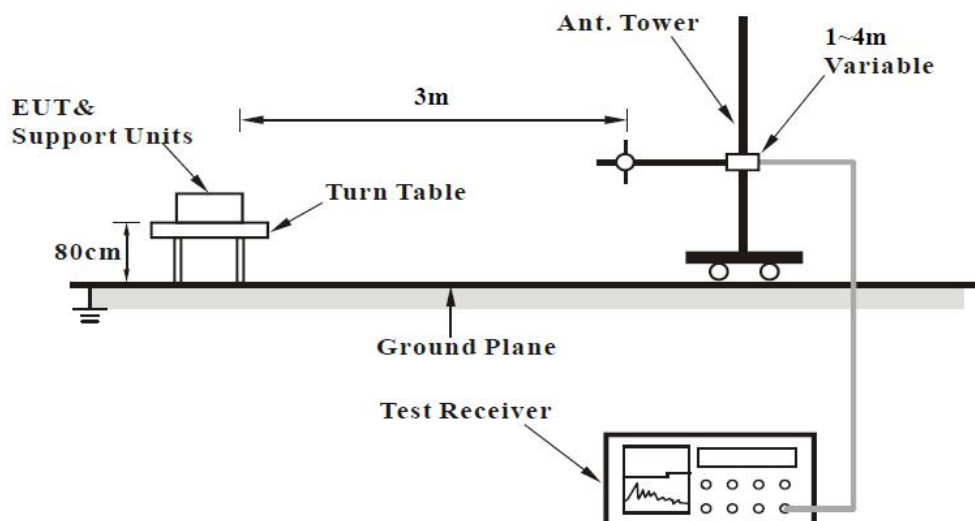 Ant. Tower
1~4m
Variable
3m
EUT&
Support Units
Turn Table
80cm
Ground Plane
Test Receiver